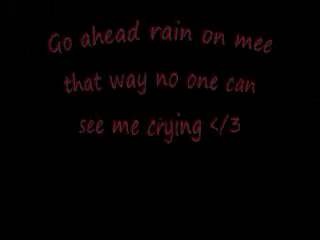 Go ahead rain on mee
that way no one can
see me crying </3